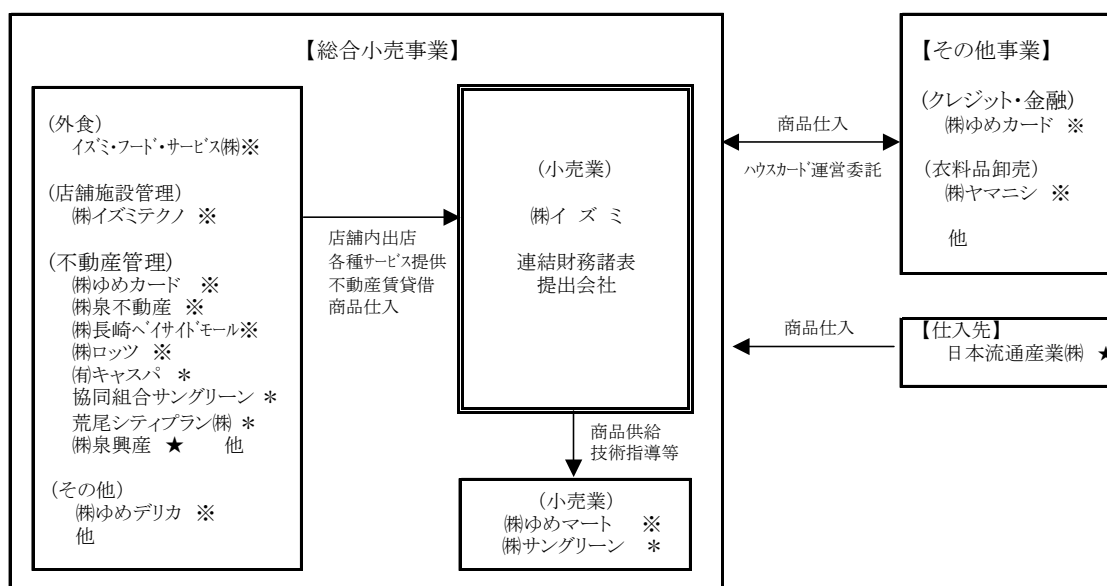 【総合小売事業】
(外食)
イズミ・フード・サービス㈱※
(店舗施設管理)
㈱イズミテクノ ※
(不動産管理)
㈱ゆめカード ※
㈱泉不動産 ※
㈱長崎ベイサイドモール※
㈱ロッツ ※
㈲キャスパ ＊
協同組合サングリーン ＊
荒尾シティプラン㈱ ＊
㈱泉興産 ★ 他
(その他)
㈱ゆめデリカ ※
他
店舗内出店
各種サービス提供
不動産賃貸借
商品仕入
(小売業)
㈱イ ズ ミ
連結財務諸表
提出会社
商品供給
技術指導等
(小売業)
㈱ゆめマート ※
㈱サングリーン ＊
商品仕入
ハウスカード運営委託
【その他事業】
(クレジット・金融)
㈱ゆめカード ※
(衣料品卸売)
㈱ヤマニシ ※
他
商品仕入
【仕入先】
日本流通産業㈱ ★